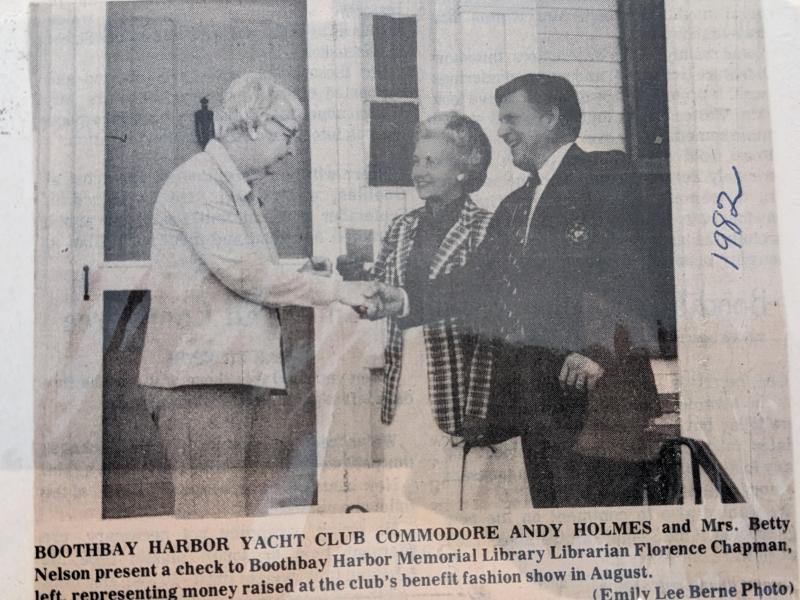 1982
BOOTHBAY HARBOR YACHT CLUB COMMODORE ANDY HOLMES and Mrs. Betty
Nelson present a check to Boothbay Harbor Memorial Library Librarian Florence Chapman,
left, representing money raised at the club's benefit fashion show in August.
(Emily Lee Berne Photo)